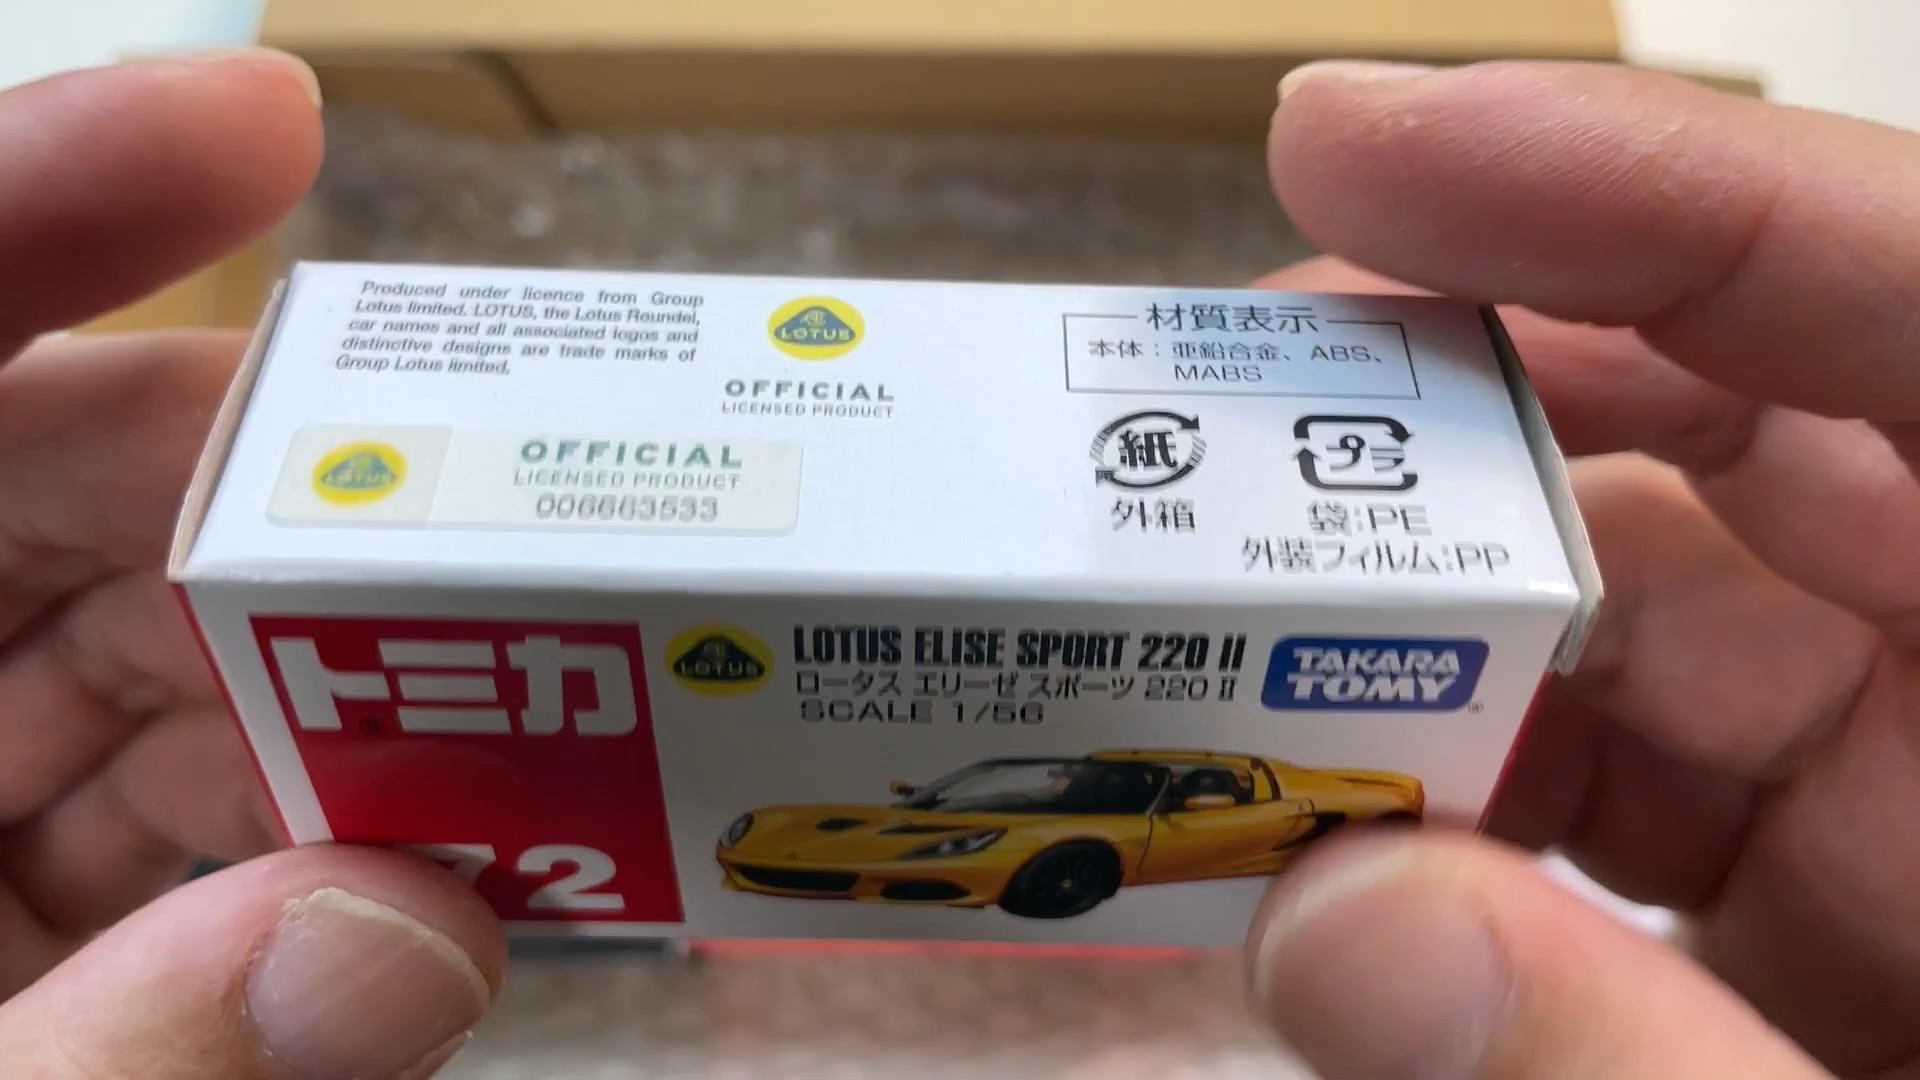 Produced under licence from Group
Lotus limited. LOTUS, the Lotus Roundel,
car names and all associated logos and
distinctive designs are trade marks of
Group Lotus limited.
LOTUS
OFFICIAL
LICENSED PRODUCT
LOTUS
OFFICIAL
LICENSED PRODUCT
006663533
材質表示
本体：亜鉛合金、ABS、
MABS
紙
外箱
プラ
袋:PE
外装フィルム:PP
トミカ
®
72
LOTUS
LOTUS ELISE SPORT 220 II
ロータス エリーゼ スポーツ 220 II
SCALE 1/56
TAKARA
TOMY
®